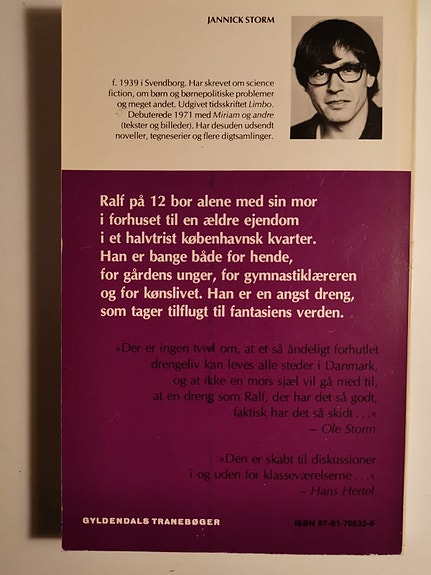 JANNICK STORM
f. 1939 i Svendborg. Har skrevet om science
fiction, om børn og børnepolitiske problemer
og meget andet. Udgivet tidsskriftet Limbo.
Debuterede 1971 med Miriam og andre
(tekster og billeder). Har desuden udsendt
noveller, tegneserier og flere digtsamlinger.
Ralf på 12 bor alene med sin mor
i forhuset til en ældre ejendom
i et halvtrist københavnsk kvarter.
Han er bange både for hende,
for gårdens unger, for gymnastiklæreren
og for kønslivet. Han er en angst dreng,
som tager tilflugt til fantasiens verden.
»Der er ingen tvivl om, at et så åndeligt forhutlet
drengeliv kan leves alle steder i Danmark,
og at ikke en mors sjæl vil gå med til,
at en dreng som Ralf, der har det så godt,
faktisk har det så skidt . . .«
– Ole Storm
»Den er skabt til diskussioner
i og uden for klasseværelserne . . .«
– Hans Hertel
GYLDENDALS TRANEBØGER
ISBN 87-01-70833-6